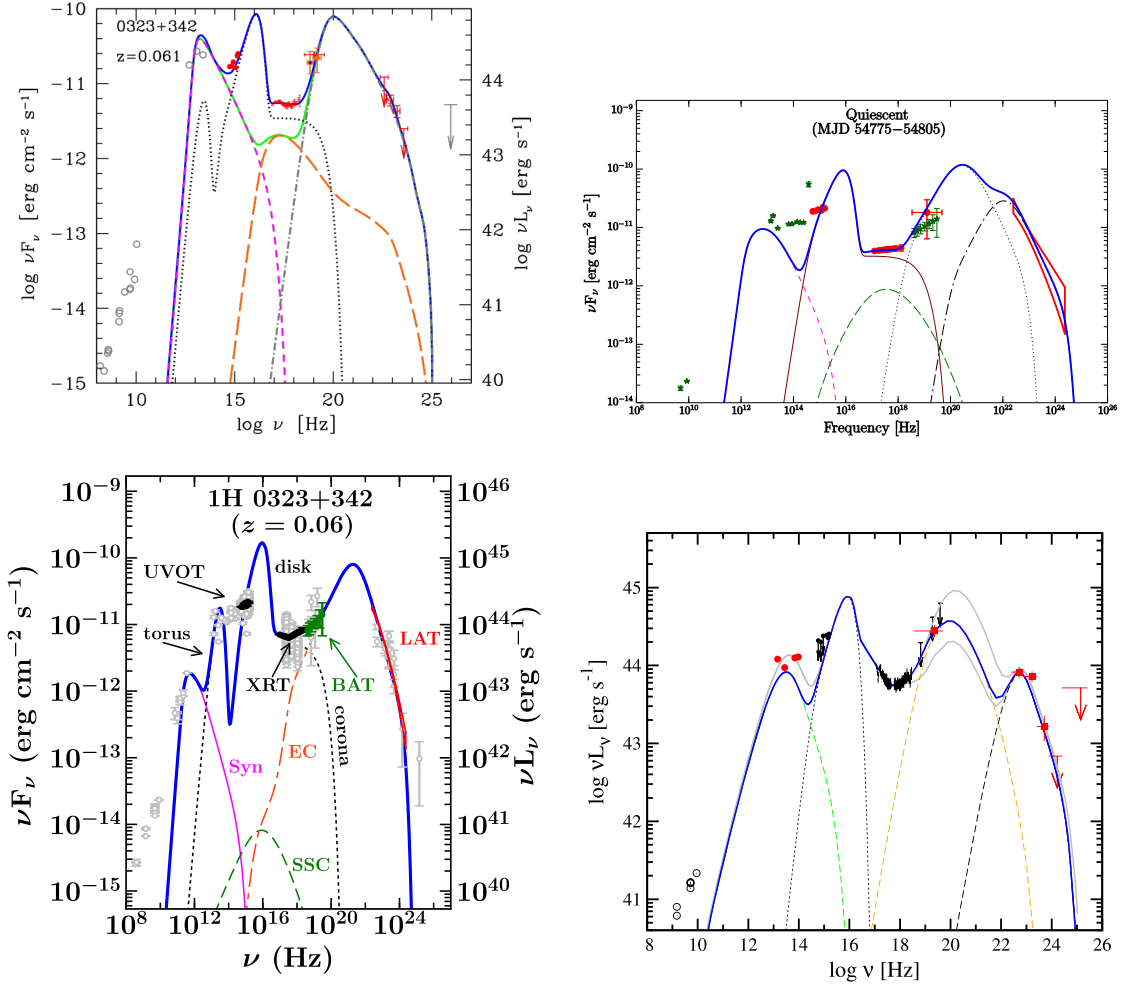 0323+342
z=0.061
−10
−11
−12
−13
−14
−15
log νFν [erg cm⁻² s⁻¹]
44
43
42
41
40
log νLν [erg s⁻¹]
10 15 20 25
log ν [Hz]
Quiescent
(MJD 54775−54805)
10⁻⁹
10⁻¹⁰
10⁻¹¹
10⁻¹²
10⁻¹³
10⁻¹⁴
νFν [erg cm⁻² s⁻¹]
10⁸ 10¹⁰ 10¹² 10¹⁴ 10¹⁶ 10¹⁸ 10²⁰ 10²² 10²⁴ 10²⁶
Frequency [Hz]
1H 0323+342
(z = 0.06)
10⁻⁹
10⁻¹⁰
10⁻¹¹
10⁻¹²
10⁻¹³
10⁻¹⁴
10⁻¹⁵
νFν (erg cm⁻² s⁻¹)
UVOT
disk
torus
XRT
BAT
LAT
Syn
EC
corona
SSC
10⁴⁶
10⁴⁵
10⁴⁴
10⁴³
10⁴²
10⁴¹
10⁴⁰
νLν (erg s⁻¹)
10⁸ 10¹² 10¹⁶ 10²⁰ 10²⁴
ν (Hz)
45
44
43
42
41
log νLν [erg s⁻¹]
8 10 12 14 16 18 20 22 24 26
log ν [Hz]